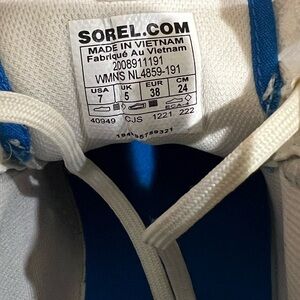 SOREL.COM
MADE IN VIETNAM
Fabriqué Au Vietnam
2008911191
WMNS NL4859-191
USA UK EUR CM
7 5 38 24
40949 CJS 1221 222